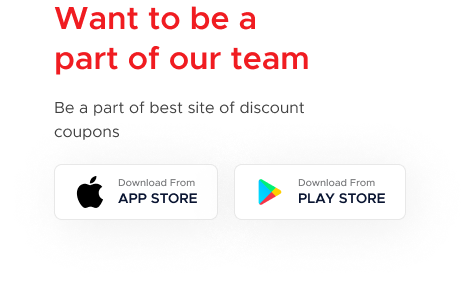 Want to be a
part of our team
Be a part of best site of discount
coupons
Download From
APP STORE
Download From
PLAY STORE